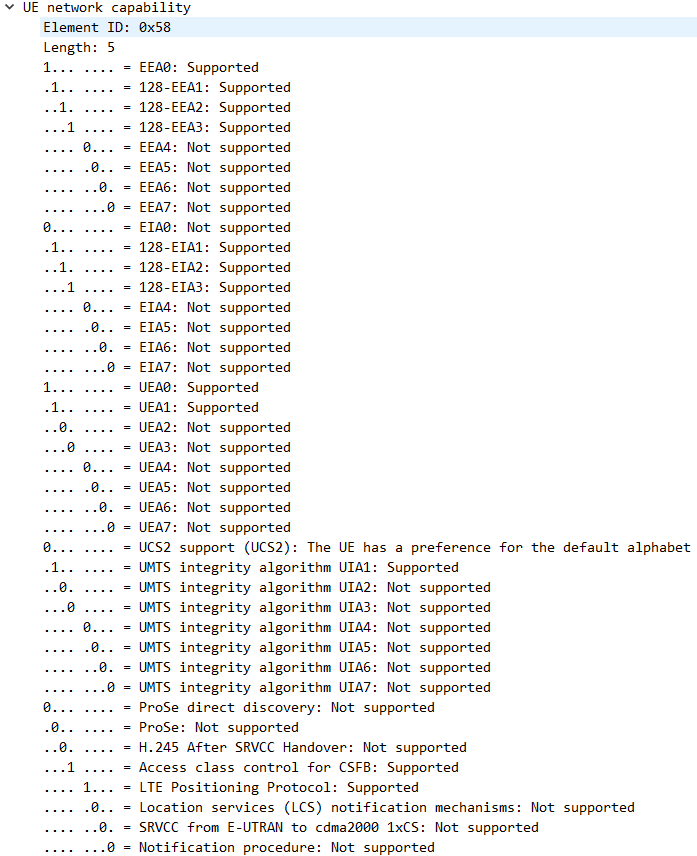 UE network capability
Element ID: 0x58
Length: 5
1... .... = EEA0: Supported
.1.. .... = 128-EEA1: Supported
..1. .... = 128-EEA2: Supported
...1 .... = 128-EEA3: Supported
.... 0... = EEA4: Not supported
.... .0.. = EEA5: Not supported
.... ..0. = EEA6: Not supported
.... ...0 = EEA7: Not supported
0... .... = EIA0: Not supported
.1.. .... = 128-EIA1: Supported
..1. .... = 128-EIA2: Supported
...1 .... = 128-EIA3: Supported
.... 0... = EIA4: Not supported
.... .0.. = EIA5: Not supported
.... ..0. = EIA6: Not supported
.... ...0 = EIA7: Not supported
1... .... = UEA0: Supported
.1.. .... = UEA1: Supported
..0. .... = UEA2: Not supported
...0 .... = UEA3: Not supported
.... 0... = UEA4: Not supported
.... .0.. = UEA5: Not supported
.... ..0. = UEA6: Not supported
.... ...0 = UEA7: Not supported
0... .... = UCS2 support (UCS2): The UE has a preference for the default alphabet
.1.. .... = UMTS integrity algorithm UIA1: Supported
..0. .... = UMTS integrity algorithm UIA2: Not supported
...0 .... = UMTS integrity algorithm UIA3: Not supported
.... 0... = UMTS integrity algorithm UIA4: Not supported
.... .0.. = UMTS integrity algorithm UIA5: Not supported
.... ..0. = UMTS integrity algorithm UIA6: Not supported
.... ...0 = UMTS integrity algorithm UIA7: Not supported
0... .... = ProSe direct discovery: Not supported
.0.. .... = ProSe: Not supported
..0. .... = H.245 After SRVCC Handover: Not supported
...1 .... = Access class control for CSFB: Supported
.... 1... = LTE Positioning Protocol: Supported
.... .0.. = Location services (LCS) notification mechanisms: Not supported
.... ..0. = SRVCC from E-UTRAN to cdma2000 1xCS: Not supported
.... ...0 = Notification procedure: Not supported